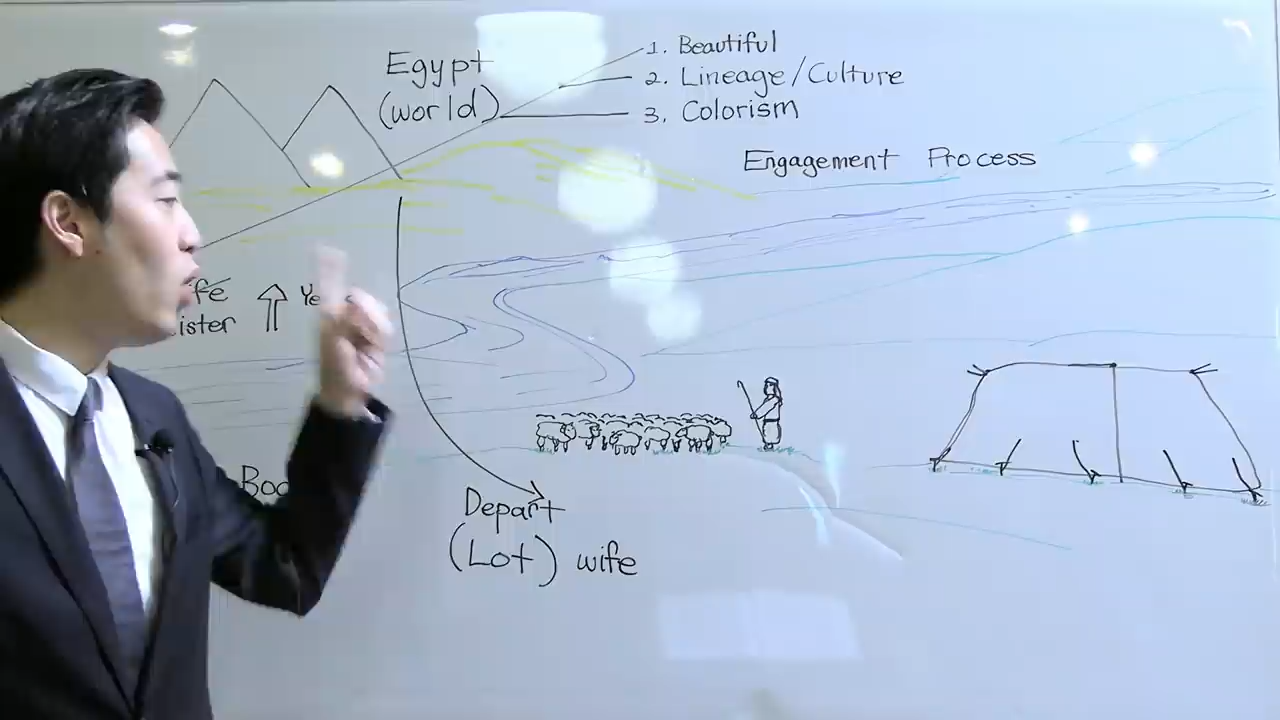 Egypt
(world)
1. Beautiful
2. Lineage/Culture
3. Colorism
Engagement Process
Depart
(Lot) wife